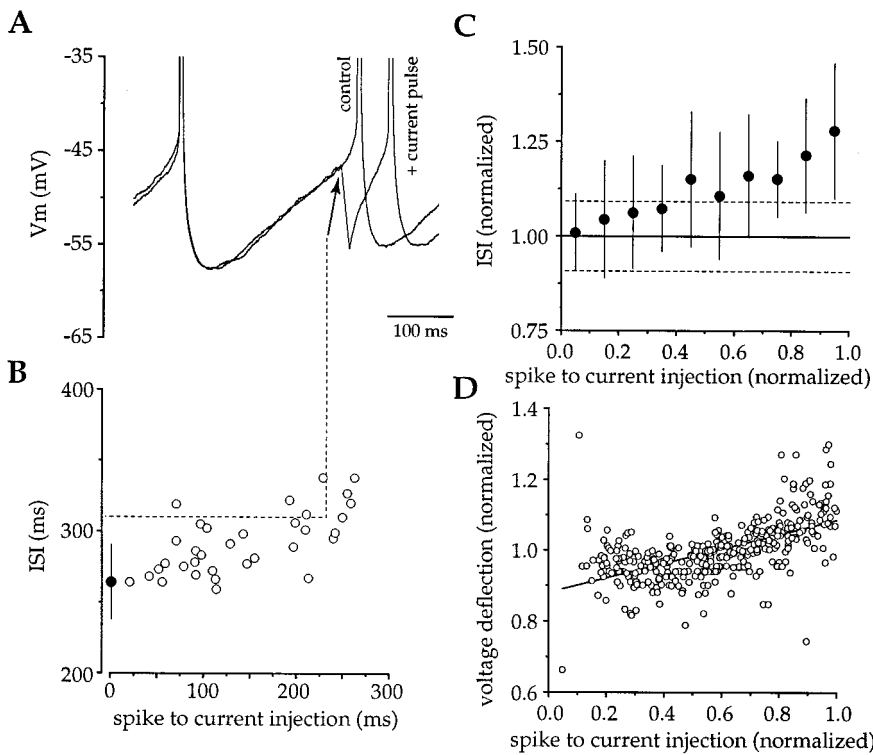 A
-35
-45
-55
-65
Vm (mV)
control
+ current pulse
100 ms
B
400
300
200
ISI (ms)
0
100
200
300
spike to current injection (ms)
C
1.50
1.25
1.00
0.75
ISI (normalized)
0.0
0.2
0.4
0.6
0.8
1.0
spike to current injection (normalized)
D
1.4
1.2
1.0
0.8
0.6
voltage deflection (normalized)
0.0
0.2
0.4
0.6
0.8
1.0
spike to current injection (normalized)